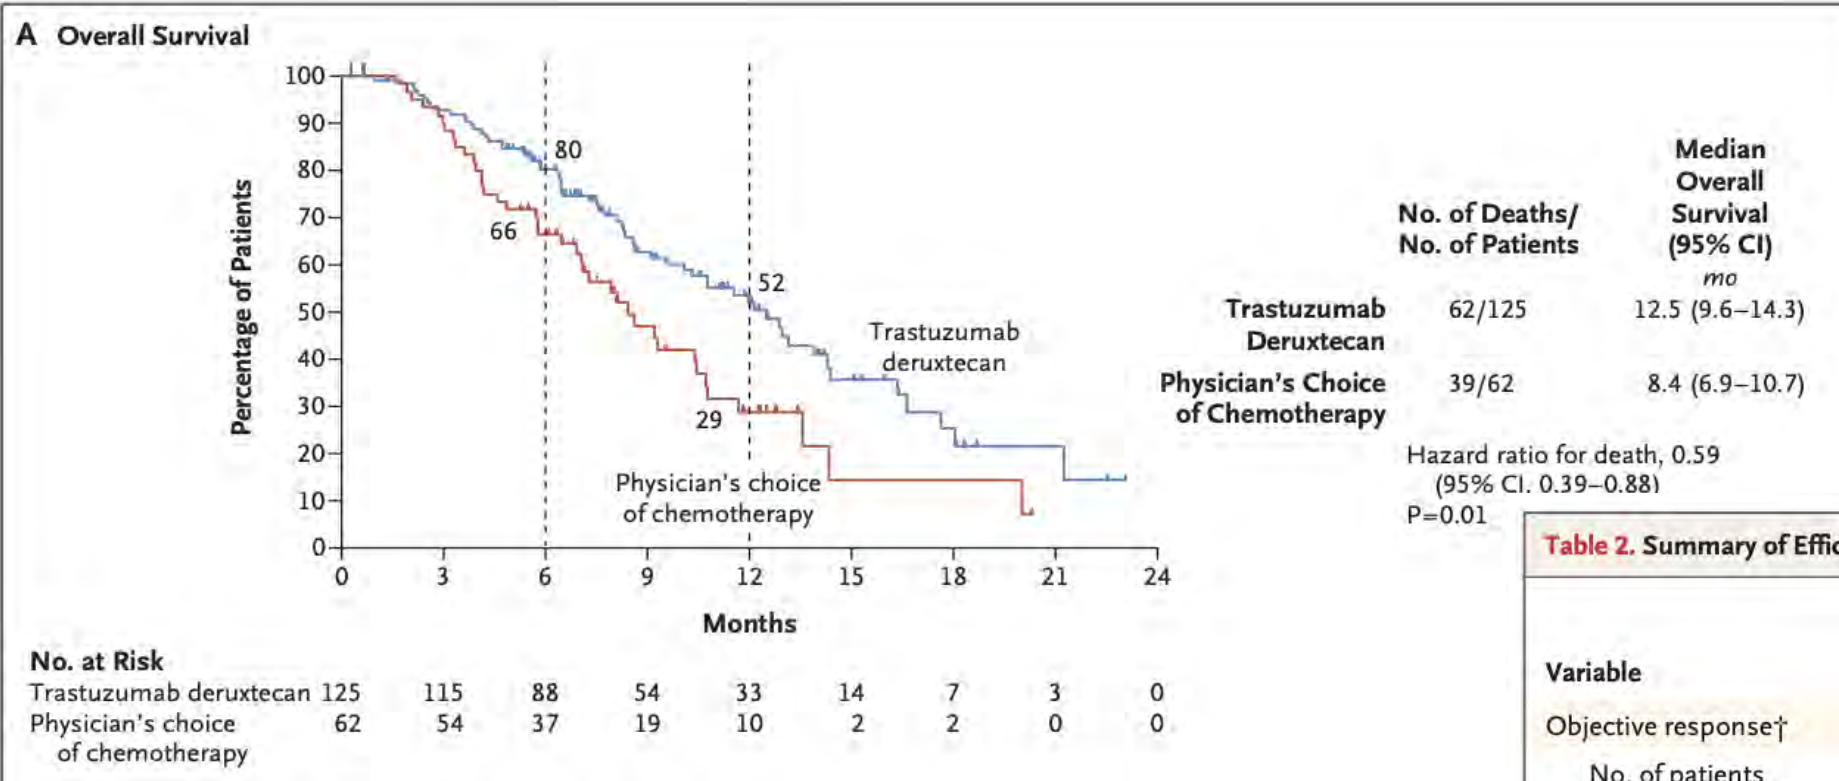 A Overall Survival
100
90
80
70
60
50
40
30
20
10
0
Percentage of Patients
80
66
52
29
Trastuzumab
deruxtecan
Physician's choice
of chemotherapy
0 3 6 9 12 15 18 21 24
Months
No. of Deaths/
No. of Patients
Median
Overall
Survival
(95% CI)
mo
Trastuzumab
Deruxtecan
62/125 12.5 (9.6–14.3)
Physician's Choice
of Chemotherapy
39/62 8.4 (6.9–10.7)
Hazard ratio for death, 0.59
(95% CI, 0.39–0.88)
P=0.01
No. at Risk
Trastuzumab deruxtecan 125 115 88 54 33 14 7 3 0
Physician's choice
of chemotherapy
62 54 37 19 10 2 2 0 0
Table 2. Summary of Effic
Variable
Objective response†
No. of patients